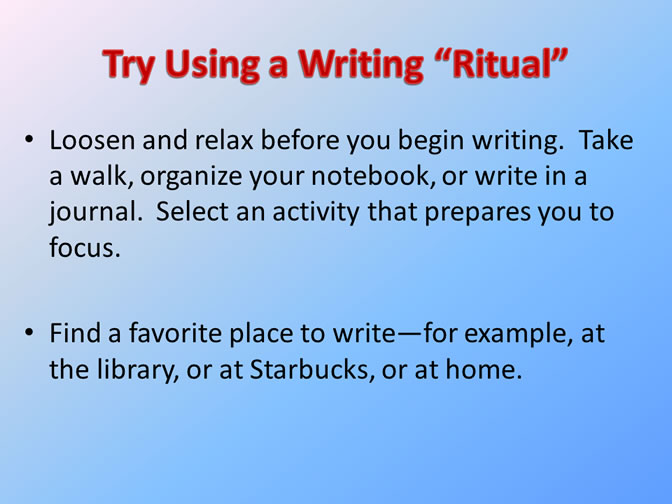 Try Using a Writing “Ritual”
• Loosen and relax before you begin writing.  Take
a walk, organize your notebook, or write in a
journal.  Select an activity that prepares you to
focus.
• Find a favorite place to write—for example, at
the library, or at Starbucks, or at home.